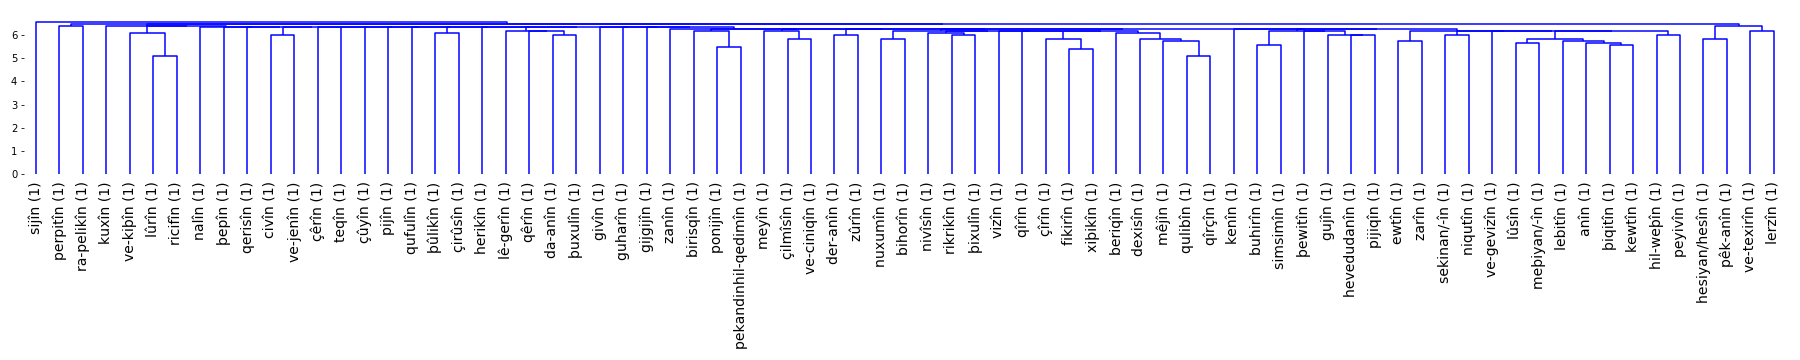 6
5
4
3
2
1
0
sijîn (1)
perpitîn (1)
ra-pelikîn (1)
kuxîn (1)
ve-kiþîn (1)
lûrîn (1)
ricifîn (1)
nalîn (1)
þepîn (1)
qerisîn (1)
civîn (1)
ve-jenîn (1)
çêrîn (1)
teqîn (1)
çûyîn (1)
pijîn (1)
qufulîn (1)
þûlikîn (1)
çirûsîn (1)
herikîn (1)
lê-gerîn (1)
qêrîn (1)
da-anîn (1)
þuxulîn (1)
givîn (1)
guharîn (1)
gijgijîn (1)
zanîn (1)
birisqîn (1)
ponijîn (1)
pekandinhil-qedimîn (1)
meyîn (1)
çilmisîn (1)
ve-ciniqîn (1)
der-anîn (1)
zûrîn (1)
nuxumîn (1)
bihorîn (1)
nivîsîn (1)
rikrikîn (1)
þixulîn (1)
vizîn (1)
qîrîn (1)
çirîn (1)
fikirîn (1)
xibikîn (1)
beriqîn (1)
dexisîn (1)
mêjîn (1)
qulibîn (1)
qîrçîn (1)
kenîn (1)
buhirîn (1)
simsimîn (1)
þewitîn (1)
gujîn (1)
hevedudanîn (1)
pijiqîn (1)
ewtîn (1)
zarîn (1)
sekinan/-în (1)
niqutîn (1)
ve-gevizîn (1)
lûsîn (1)
meþiyan/-în (1)
lebitîn (1)
anîn (1)
þiqitîn (1)
kewtîn (1)
hil-weþîn (1)
peyivîn (1)
hesiyan/hesîn (1)
pêk-anîn (1)
ve-texirîn (1)
lerzîn (1)